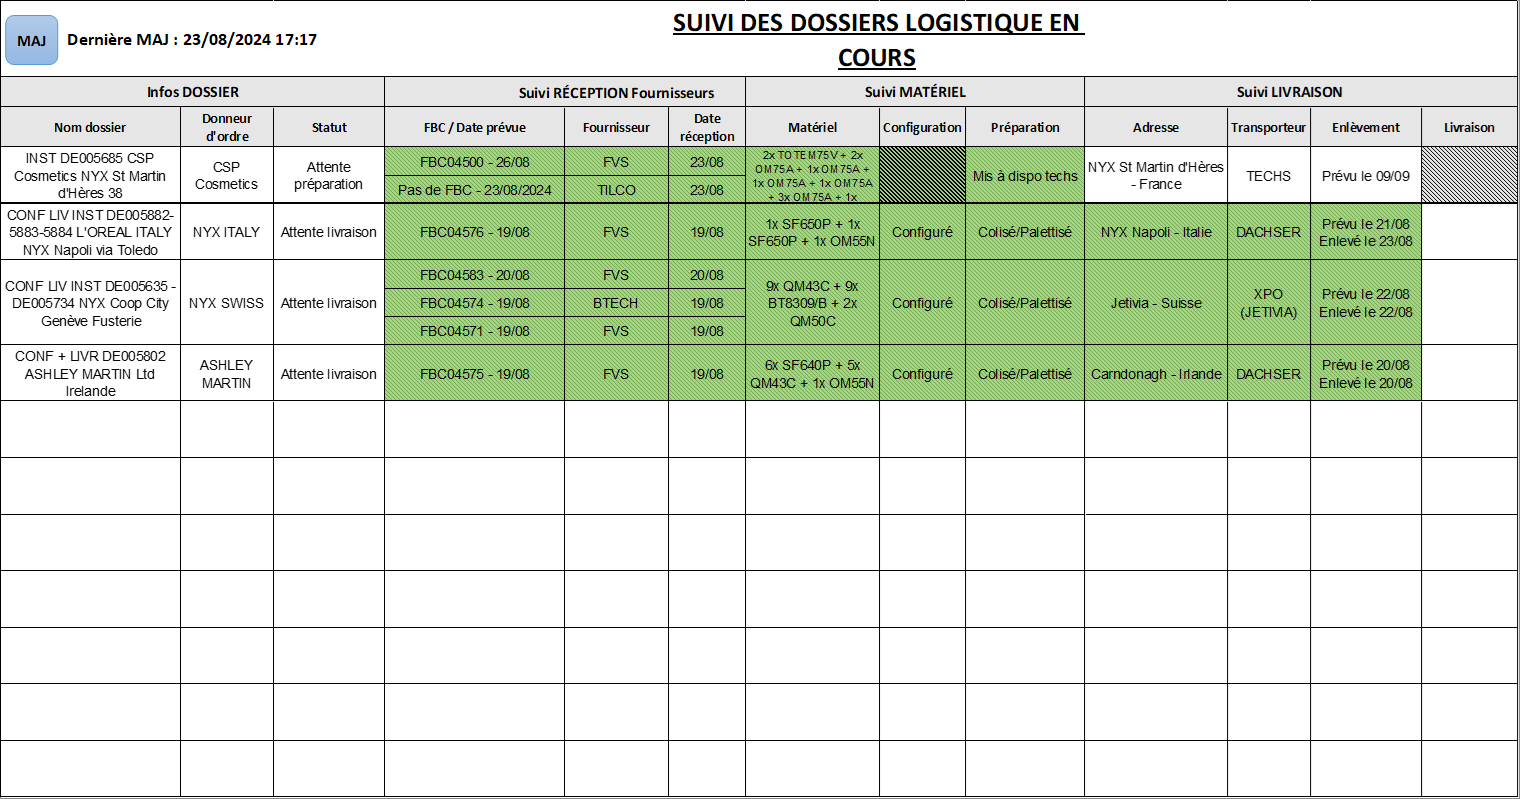 MAJ
Dernière MAJ : 23/08/2024 17:17
SUIVI DES DOSSIERS LOGISTIQUE EN
COURS
Infos DOSSIER
Suivi RÉCEPTION Fournisseurs
Suivi MATÉRIEL
Suivi LIVRAISON
Nom dossier
Donneur
d'ordre
Statut
FBC / Date prévue
Fournisseur
Date
réception
Matériel
Configuration
Préparation
Adresse
Transporteur
Enlèvement
Livraison
INST DE005685 CSP
Cosmetics NYX St Martin
d'Hères 38
CSP
Cosmetics
Attente
préparation
FBC04500 - 26/08
FVS
23/08
Pas de FBC - 23/08/2024
TILCO
23/08
2x TOTEM75V + 2x
OM75A + 1x OM75A +
1x OM75A + 1x OM75A
+ 3x OM75A + 1x
Mis à dispo techs
NYX St Martin d'Hères
- France
TECHS
Prévu le 09/09
CONF LIV INST DE005882-
5883-5884 L'OREAL ITALY
NYX Napoli via Toledo
NYX ITALY
Attente livraison
FBC04576 - 19/08
FVS
19/08
1x SF650P + 1x
SF650P + 1x OM55N
Configuré
Colisé/Palettisé
NYX Napoli - Italie
DACHSER
Prévu le 21/08
Enlevé le 23/08
CONF LIV INST DE005635 -
DE005734 NYX Coop City
Genève Fusterie
NYX SWISS
Attente livraison
FBC04583 - 20/08
FVS
20/08
FBC04574 - 19/08
BTECH
19/08
FBC04571 - 19/08
FVS
19/08
9x QM43C + 9x
BT8309/B + 2x
QM50C
Configuré
Colisé/Palettisé
Jetivia - Suisse
XPO
(JETIVIA)
Prévu le 22/08
Enlevé le 22/08
CONF + LIVR DE005802
ASHLEY MARTIN Ltd
Irelande
ASHLEY
MARTIN
Attente livraison
FBC04575 - 19/08
FVS
19/08
6x SF640P + 5x
QM43C + 1x OM55N
Configuré
Colisé/Palettisé
Carndonagh - Irlande
DACHSER
Prévu le 20/08
Enlevé le 20/08